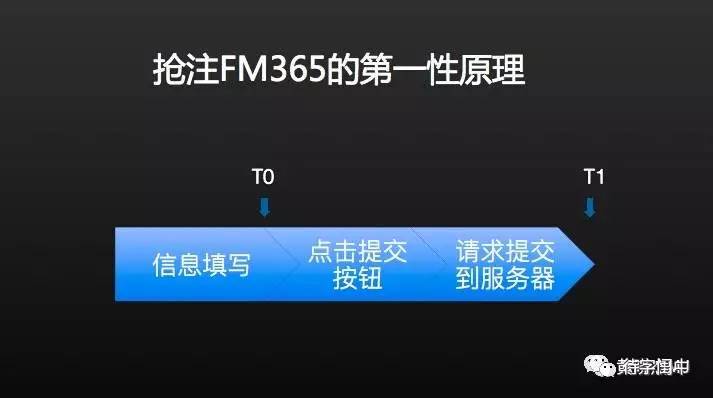 抢注FM365的第一性原理
T0
T1
信息填写
点击提交
按钮
请求提交
到服务器